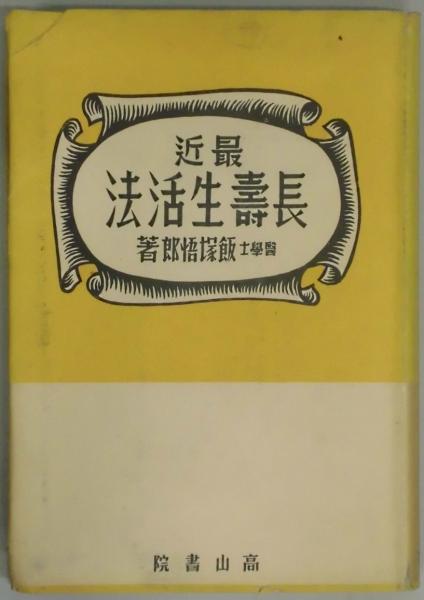 最近
長壽生活法
醫學士 飯塚悟郎著
高山書院